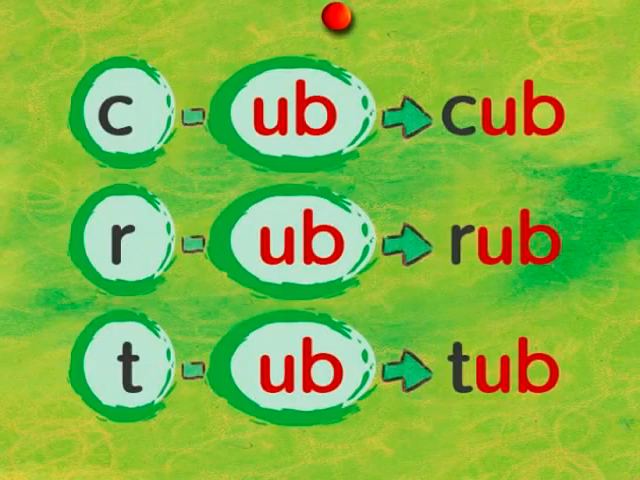 c - ub → cub
r - ub → rub
t - ub → tub